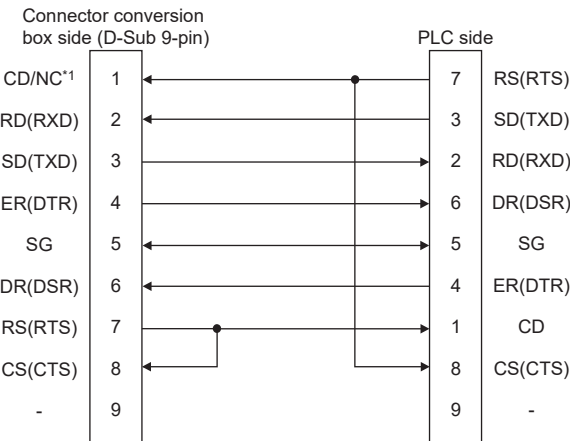 Connector conversion
box side (D-Sub 9-pin) PLC side
CD/NC*1 1 7 RS(RTS)
RD(RXD) 2 3 SD(TXD)
SD(TXD) 3 2 RD(RXD)
ER(DTR) 4 6 DR(DSR)
SG 5 5 SG
DR(DSR) 6 4 ER(DTR)
RS(RTS) 7 1 CD
CS(CTS) 8 8 CS(CTS)
- 9 9 -